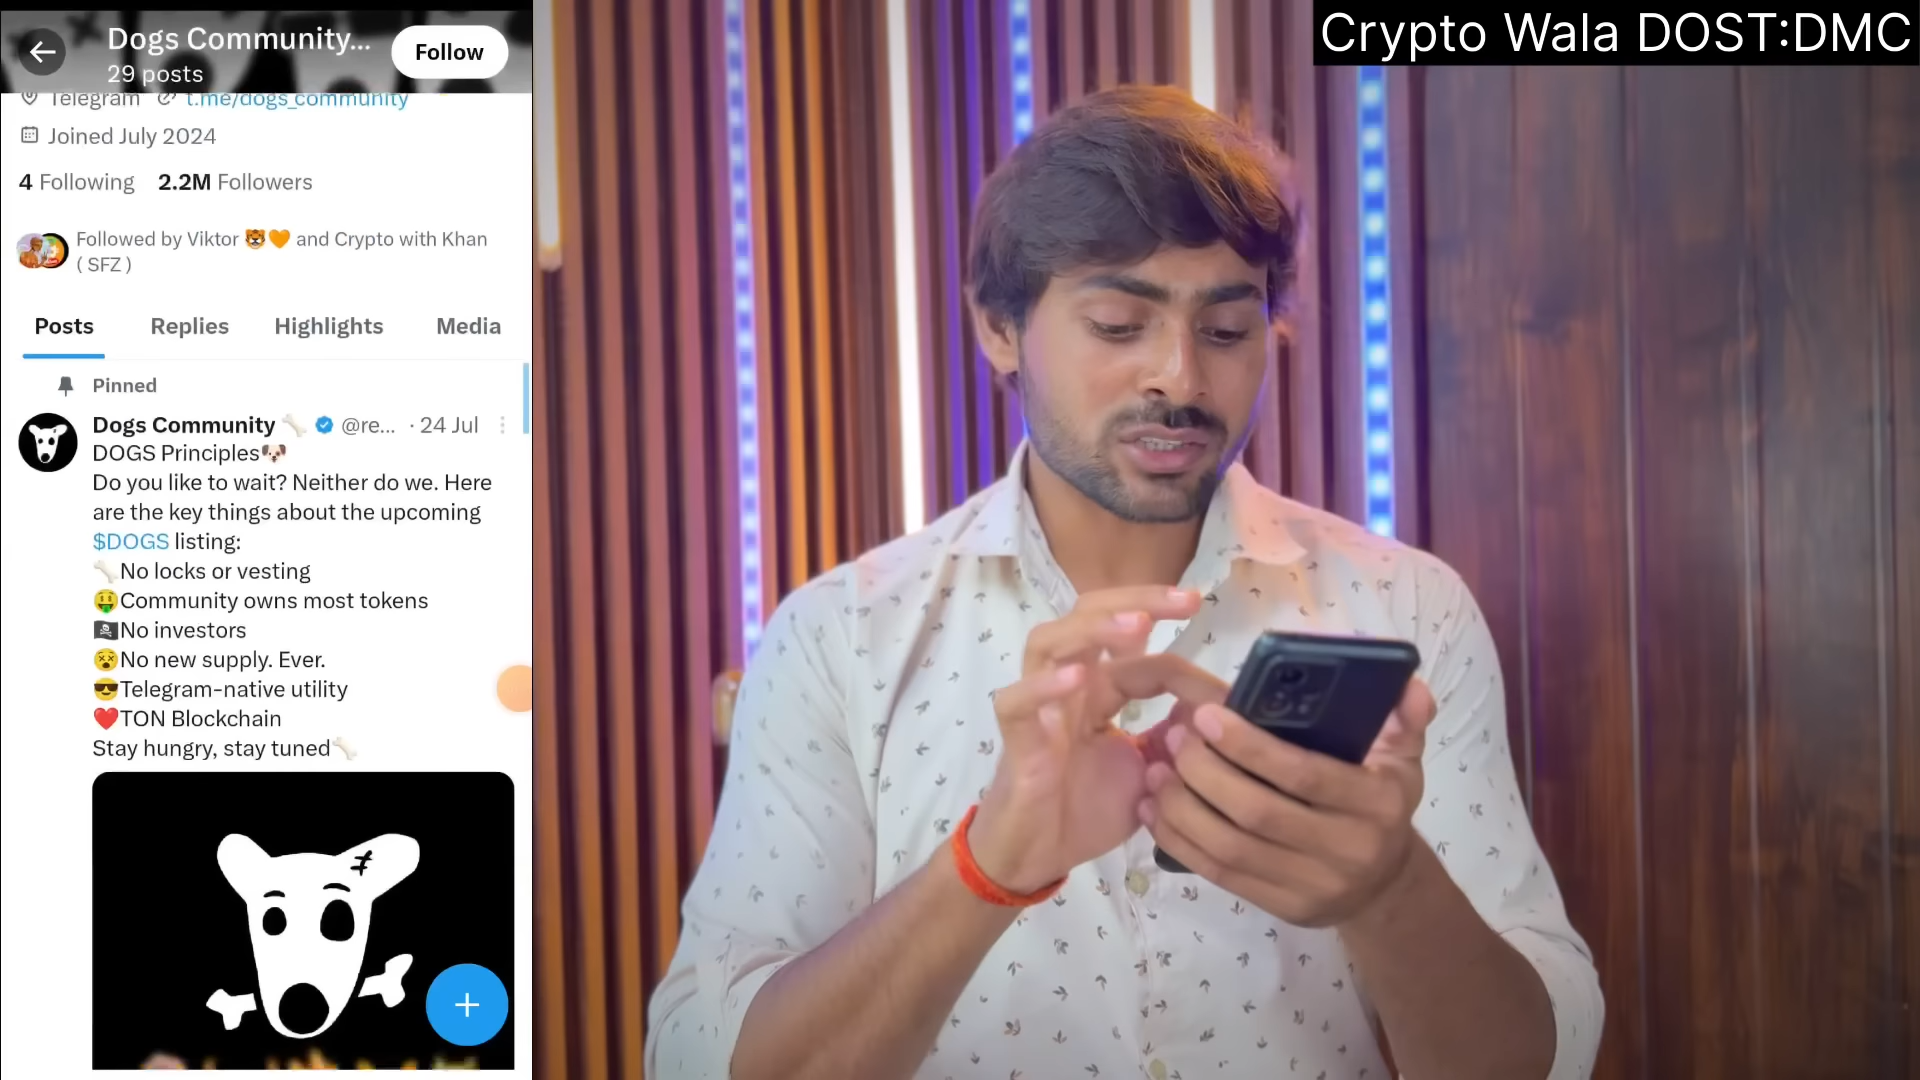 Dogs Community...
29 posts
Follow
Crypto Wala DOST:DMC
Telegram t.me/dogs_community
Joined July 2024
4 Following 2.2M Followers
Followed by Viktor 🐯🧡 and Crypto with Khan
( SFZ )
Posts Replies Highlights Media
Pinned
Dogs Community 🦴 @re... · 24 Jul
DOGS Principles🐶
Do you like to wait? Neither do we. Here
are the key things about the upcoming
$DOGS listing:
🦴No locks or vesting
🤑Community owns most tokens
🏴‍☠️No investors
😵No new supply. Ever.
😎Telegram-native utility
❤️TON Blockchain
Stay hungry, stay tuned🦴